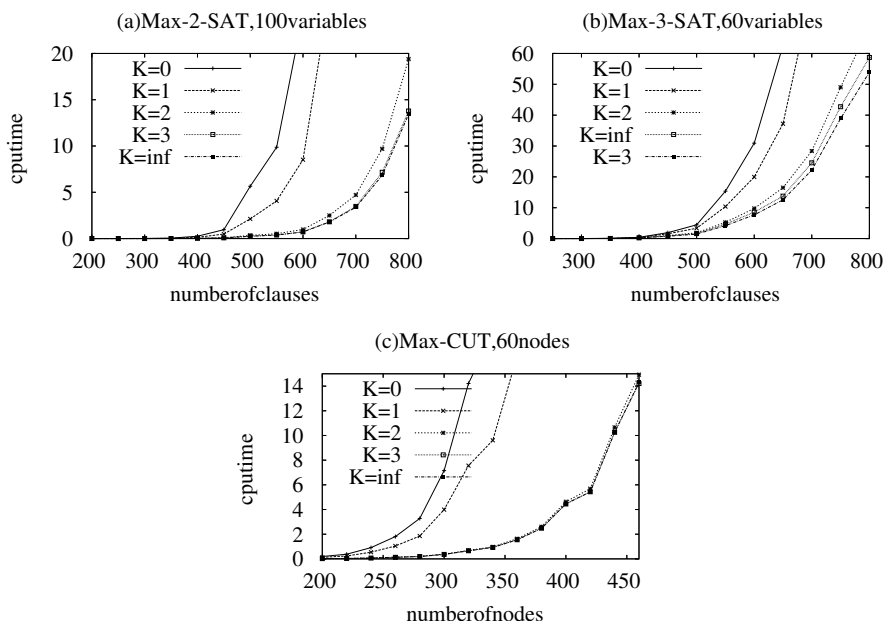 (a)Max-2-SAT,100variables
20
15
10
5
0
cputime
K=0
K=1
K=2
K=3
K=inf
200 300 400 500 600 700 800
numberofclauses
(b)Max-3-SAT,60variables
60
50
40
30
20
10
0
cputime
K=0
K=1
K=2
K=inf
K=3
300 400 500 600 700 800
numberofclauses
(c)Max-CUT,60nodes
14
12
10
8
6
4
2
0
cputime
K=0
K=1
K=2
K=3
K=inf
200 250 300 350 400 450
numberofnodes